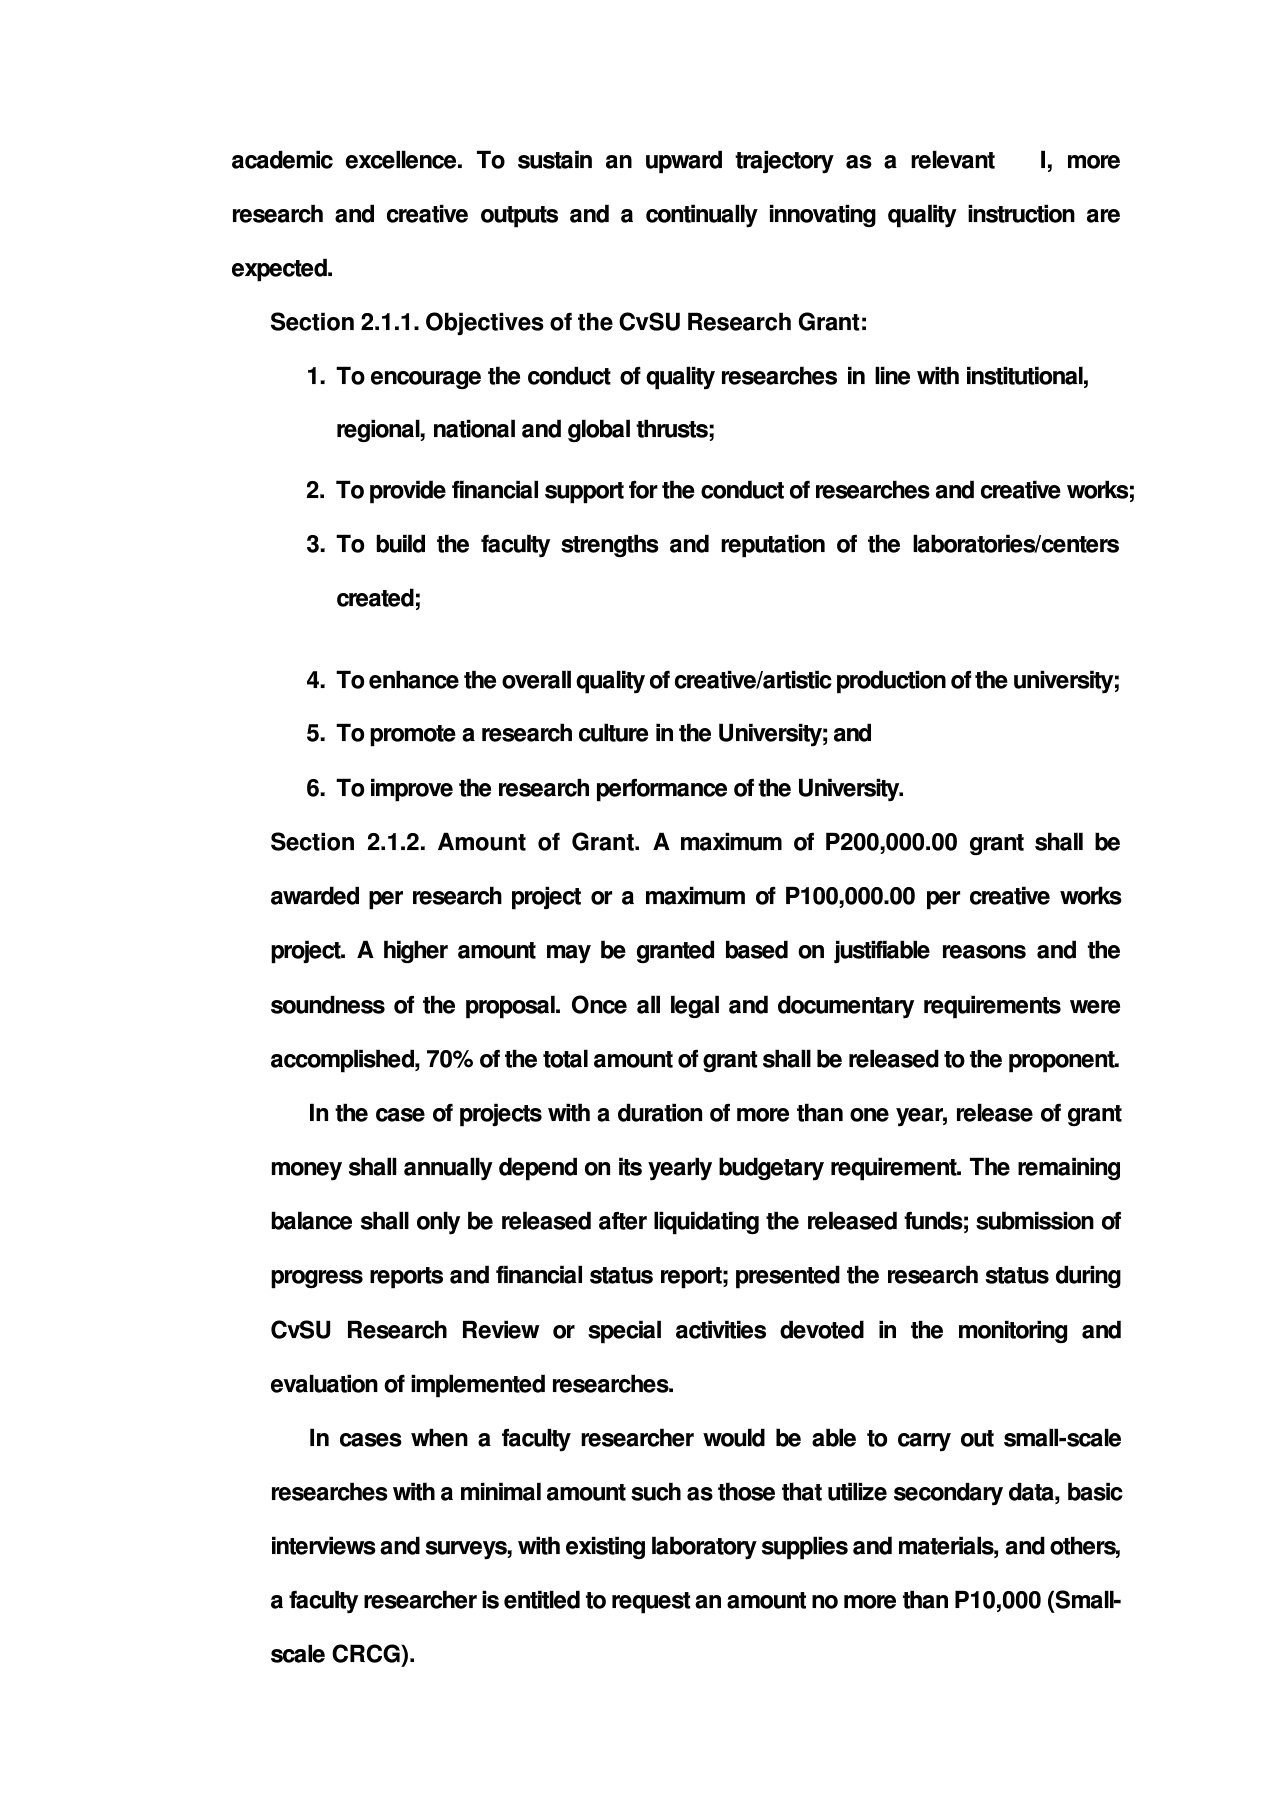 academic excellence. To sustain an upward trajectory as a relevant I, more
research and creative outputs and a continually innovating quality instruction are
expected.
Section 2.1.1. Objectives of the CvSU Research Grant:
1. To encourage the conduct of quality researches in line with institutional,
regional, national and global thrusts;
2. To provide financial support for the conduct of researches and creative works;
3. To build the faculty strengths and reputation of the laboratories/centers
created;
4. To enhance the overall quality of creative/artistic production of the university;
5. To promote a research culture in the University; and
6. To improve the research performance of the University.
Section 2.1.2. Amount of Grant. A maximum of P200,000.00 grant shall be
awarded per research project or a maximum of P100,000.00 per creative works
project. A higher amount may be granted based on justifiable reasons and the
soundness of the proposal. Once all legal and documentary requirements were
accomplished, 70% of the total amount of grant shall be released to the proponent.
In the case of projects with a duration of more than one year, release of grant
money shall annually depend on its yearly budgetary requirement. The remaining
balance shall only be released after liquidating the released funds; submission of
progress reports and financial status report; presented the research status during
CvSU Research Review or special activities devoted in the monitoring and
evaluation of implemented researches.
In cases when a faculty researcher would be able to carry out small-scale
researches with a minimal amount such as those that utilize secondary data, basic
interviews and surveys, with existing laboratory supplies and materials, and others,
a faculty researcher is entitled to request an amount no more than P10,000 (Small-
scale CRCG).